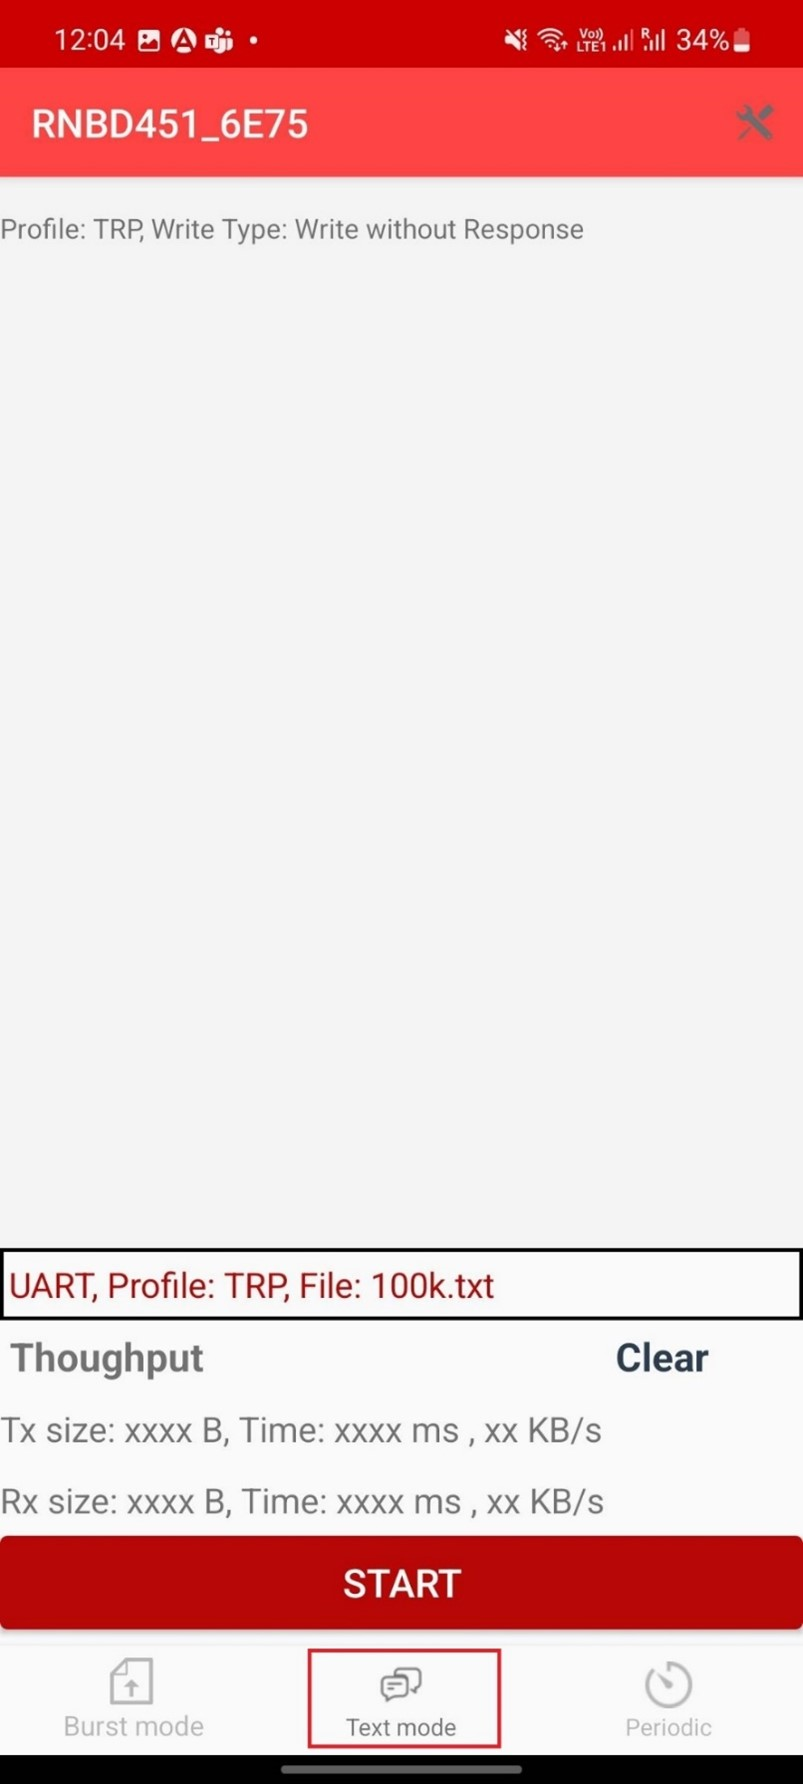 12:04 Vo)) LTE1 R 34%
RNBD451_6E75
Profile: TRP, Write Type: Write without Response
UART, Profile: TRP, File: 100k.txt
Thoughput Clear
Tx size: xxxx B, Time: xxxx ms , xx KB/s
Rx size: xxxx B, Time: xxxx ms , xx KB/s
START
Burst mode Text mode Periodic